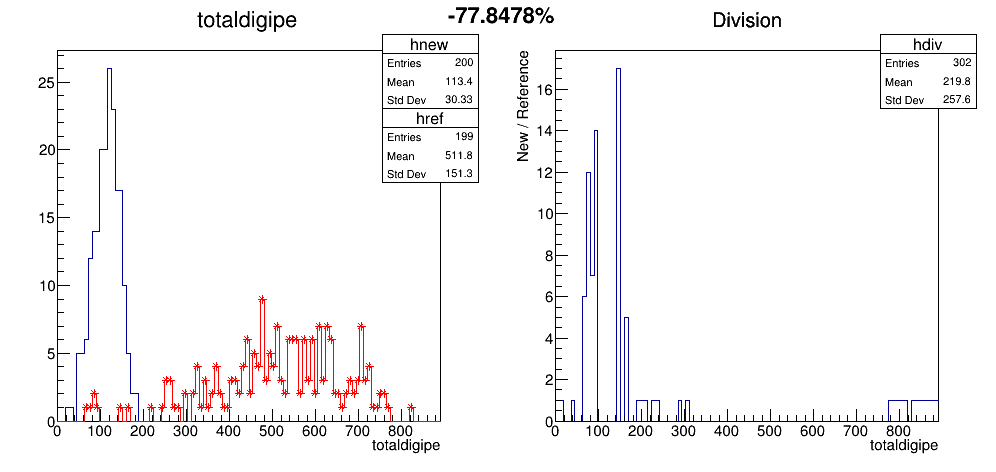 -77.8478%
totaldigipe
hnew
Entries 200
Mean 113.4
Std Dev 30.33
href
Entries 199
Mean 511.8
Std Dev 151.3
25
20
15
10
5
0
0 100 200 300 400 500 600 700 800
totaldigipe
Division
hdiv
Entries 302
Mean 219.8
Std Dev 257.6
New / Reference
16
14
12
10
8
6
4
2
0
0 100 200 300 400 500 600 700 800
totaldigipe